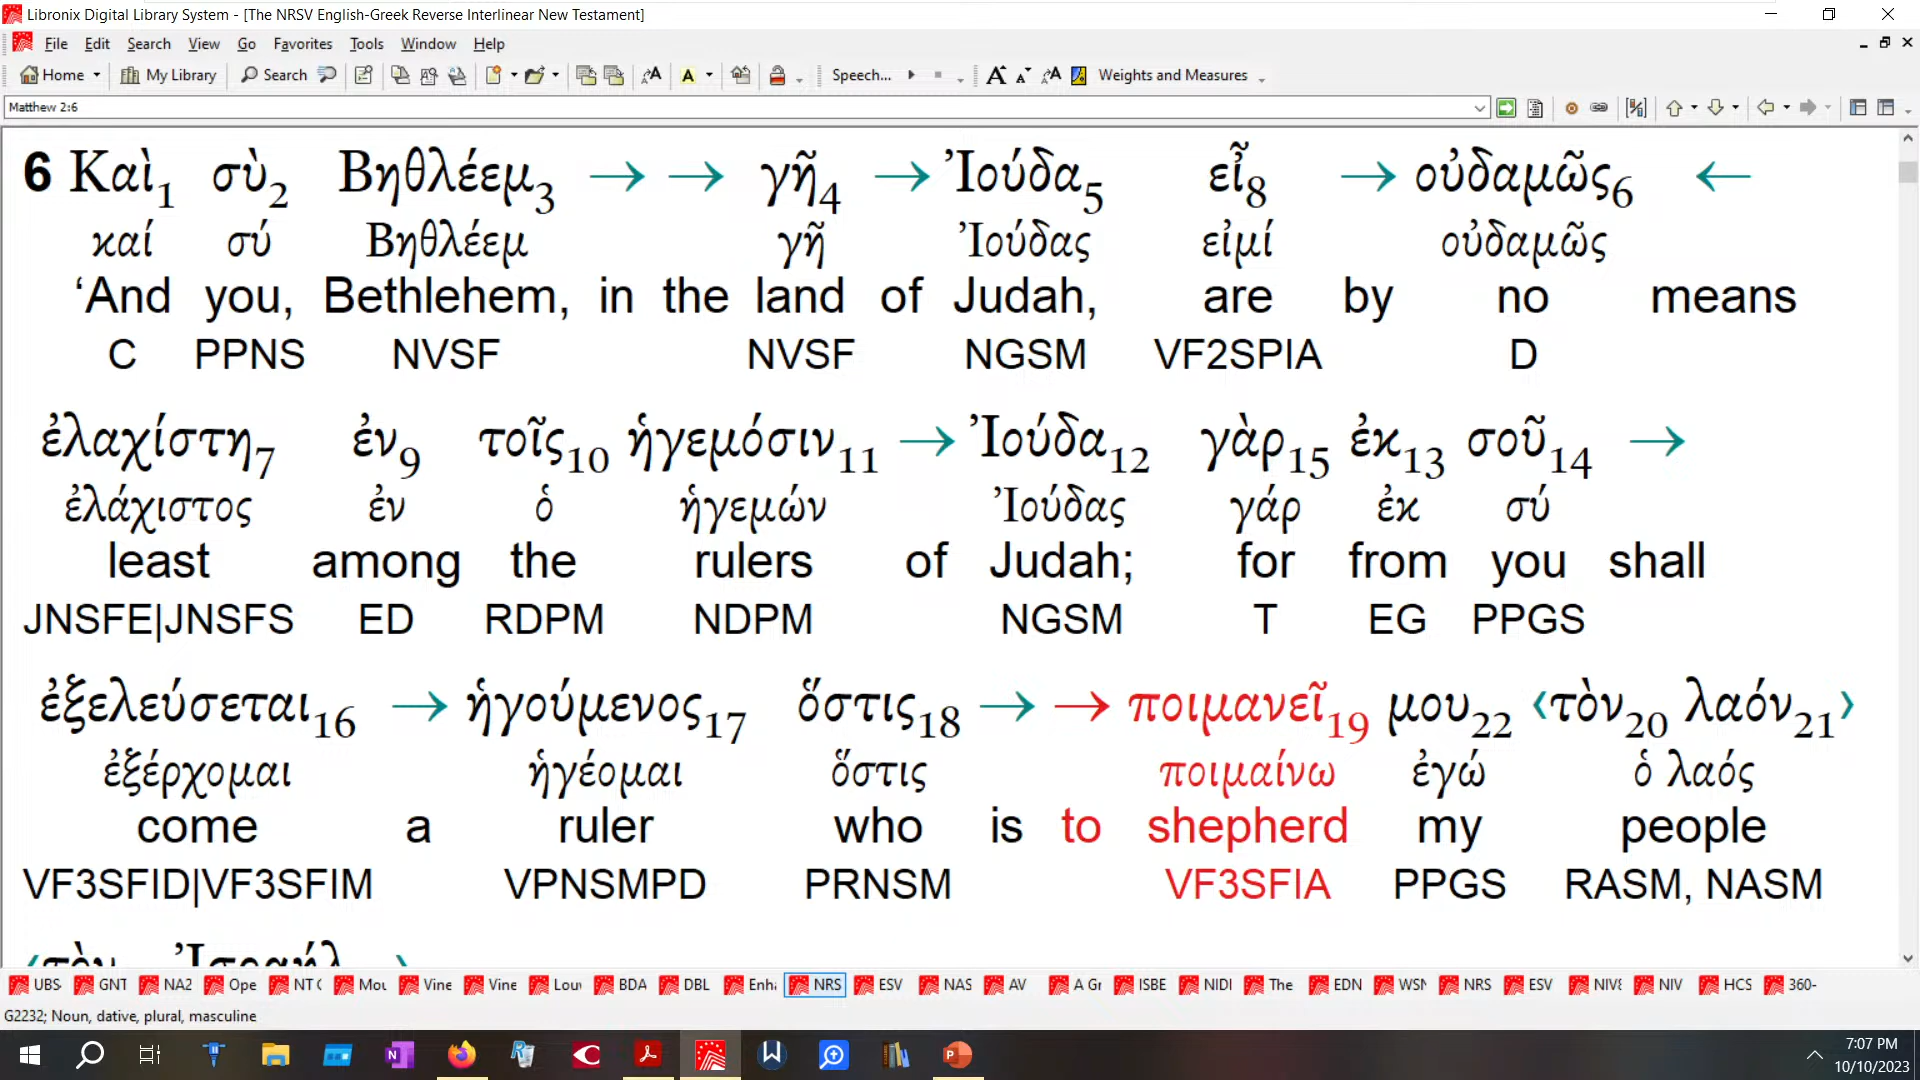 Libronix Digital Library System - [The NRSV English-Greek Reverse Interlinear New Testament]
File Edit Search View Go Favorites Tools Window Help
Home My Library Search Speech... Weights and Measures
Matthew 2:6
6 Καὶ1 σὺ2 Βηθλέεμ3 → → γῆ4 → Ἰούδα5 εἶ8 → οὐδαμῶς6 ←
καί σύ Βηθλέεμ γῆ Ἰούδας εἰμί οὐδαμῶς
‘And you, Bethlehem, in the land of Judah, are by no means
C PPNS NVSF NVSF NGSM VF2SPIA D
ἐλαχίστη7 ἐν9 τοῖς10 ἡγεμόσιν11 → Ἰούδα12 γὰρ15 ἐκ13 σοῦ14 →
ἐλάχιστος ἐν ὁ ἡγεμών Ἰούδας γάρ ἐκ σύ
least among the rulers of Judah; for from you shall
JNSFE|JNSFS ED RDPM NDPM NGSM T EG PPGS
ἐξελεύσεται16 → ἡγούμενος17 ὅστις18 → → ποιμανεῖ19 μου22 ‹τὸν20 λαόν21›
ἐξέρχομαι ἡγέομαι ὅστις ποιμαίνω ἐγώ ὁ λαός
come a ruler who is to shepherd my people
VF3SFID|VF3SFIM VPNSMPD PRNSM VF3SFIA PPGS RASM, NASM
‹τὸν Ἰσραήλ ›
UBS GNT NA2 Ope NT C Mou Vine Vine Lou BDA DBL Enha NRS ESV NAS AV A Gr ISBE NIDI The EDN WSN NRS ESV NIV8 NIV HCS 360-
G2232; Noun, dative, plural, masculine
7:07 PM
10/10/2023